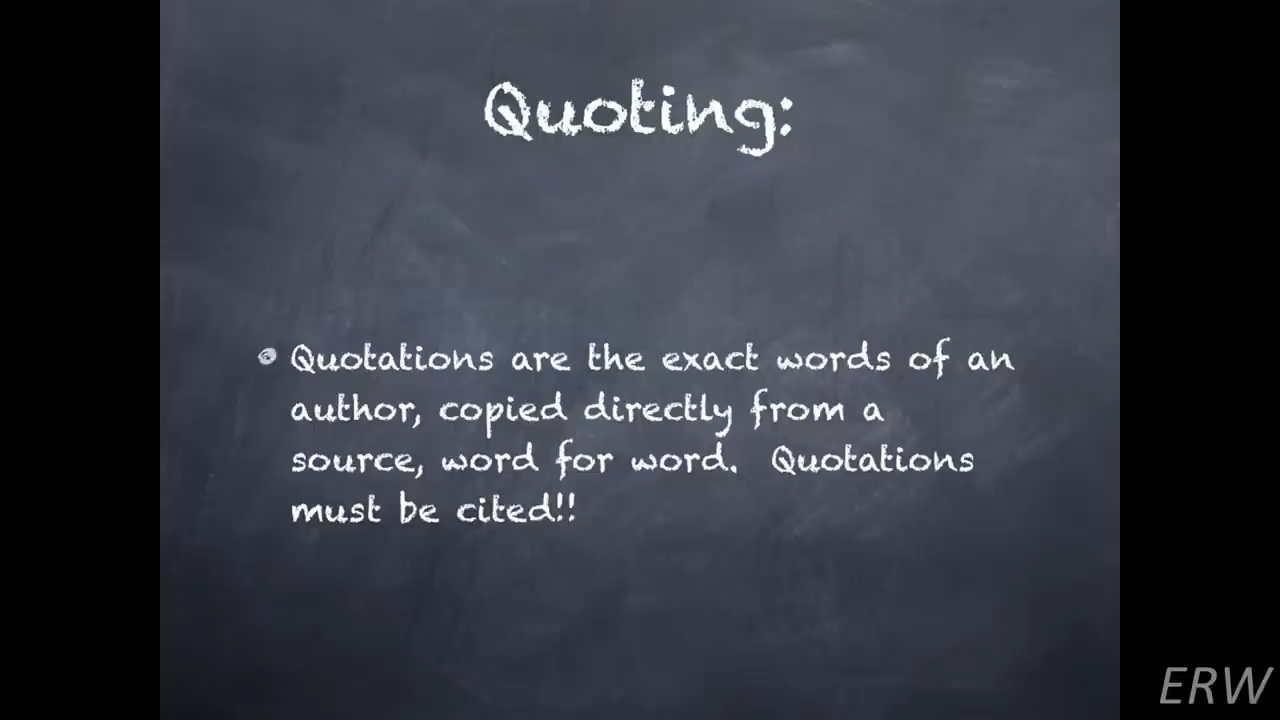 Quoting:
Quotations are the exact words of an
author, copied directly from a
source, word for word.  Quotations
must be cited!!
ERW